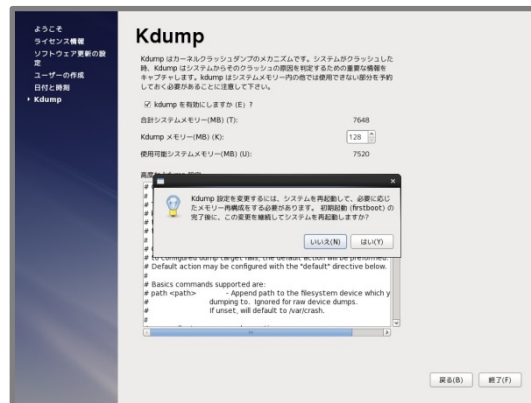 ようこそ
ライセンス情報
ソフトウェア更新の設
定
ユーザーの作成
日付と時刻
Kdump
Kdump
Kdump はカーネルクラッシュダンプのメカニズムです。システムがクラッシュした
時、Kdump はシステムからそのクラッシュの原因を判定するための重要な情報を
キャプチャします。kdump はシステムメモリー内の他では使用できない部分を予約
しておく必要があることに注意して下さい。
kdump を有効にしますか (E) ?
合計システムメモリー(MB) (T): 7648
Kdump メモリー(MB) (K): 128
使用可能システムメモリー(MB) (U): 7520
Kdump 設定を変更するには、システムを再起動して、必要に応じ
たメモリー再構成をする必要があります。 初期起動 (firstboot) の
完了後に、この変更を継続してシステムを再起動しますか?
いいえ(N) はい(Y)
# to configured dump target fails, the default action will be preformed.
# Default action may be configured with the "default" directive below.
#
# Basics commands supported are:
# path <path> - Append path to the filesystem device which y
# dumping to. Ignored for raw device dumps.
# If unset, will default to /var/crash.
#
戻る(B) 終了(F)